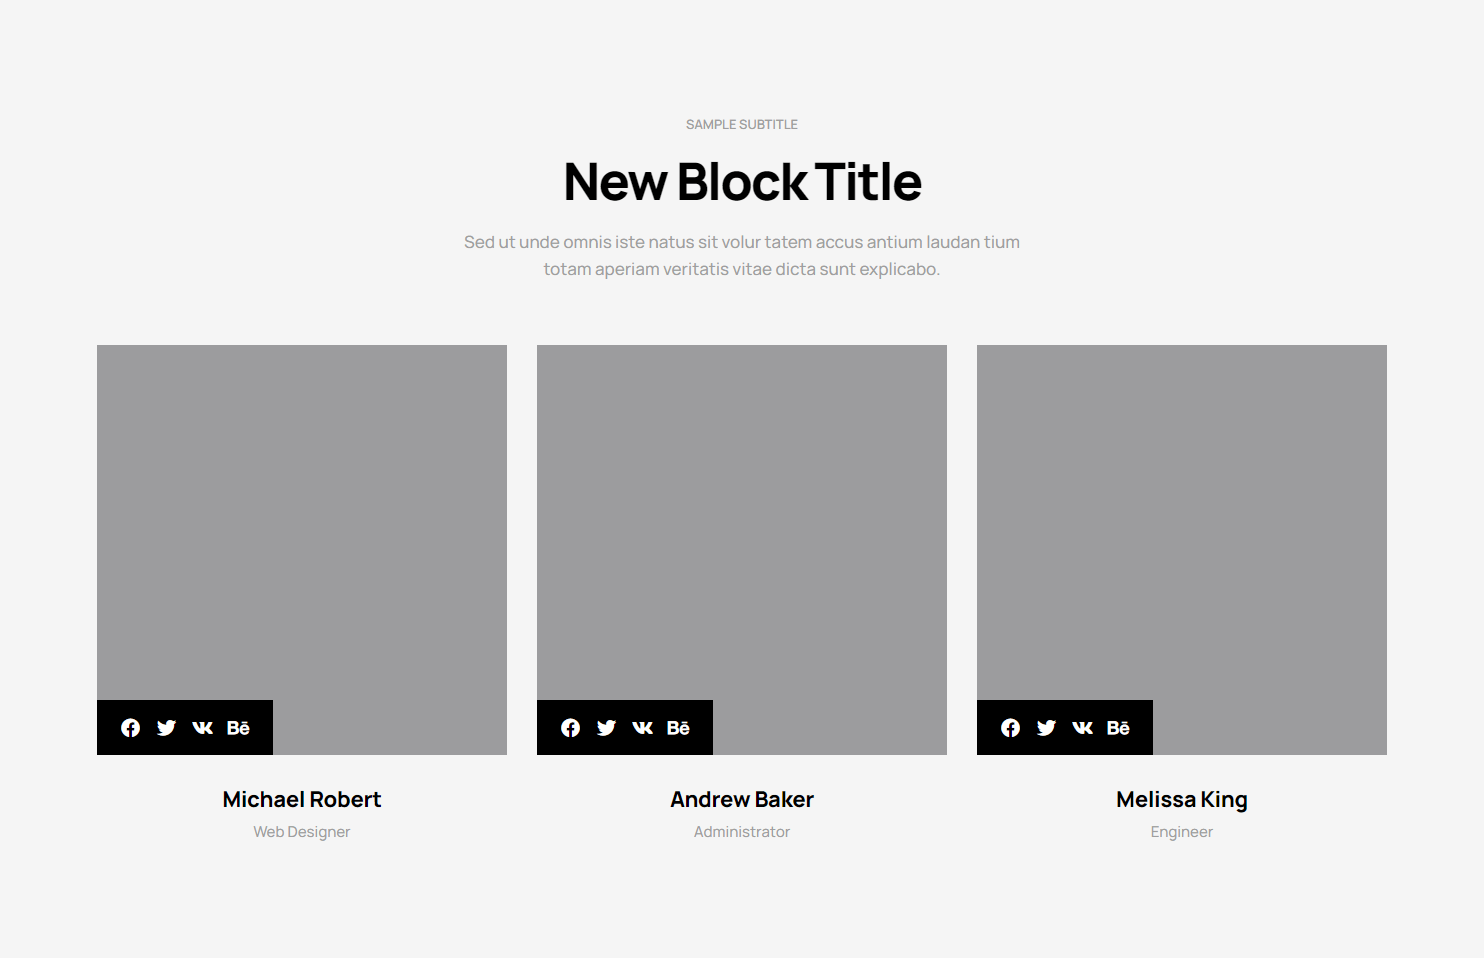 SAMPLE SUBTITLE
New Block Title
Sed ut unde omnis iste natus sit volur tatem accus antium laudan tium
totam aperiam veritatis vitae dicta sunt explicabo.
Bē
Bē
Bē
Michael Robert
Andrew Baker
Melissa King
Web Designer
Administrator
Engineer